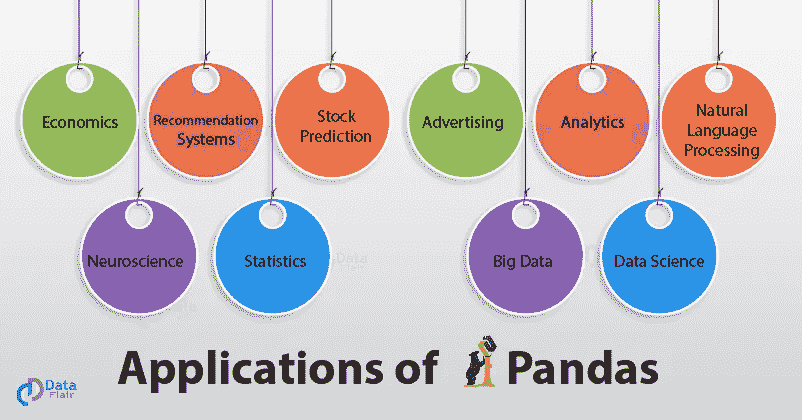 Economics
Recommendation
Systems
Stock
Prediction
Advertising
Analytics
Natural
Language
Processing
Neuroscience
Statistics
Big Data
Data Science
Applications of Pandas
Data
Flair